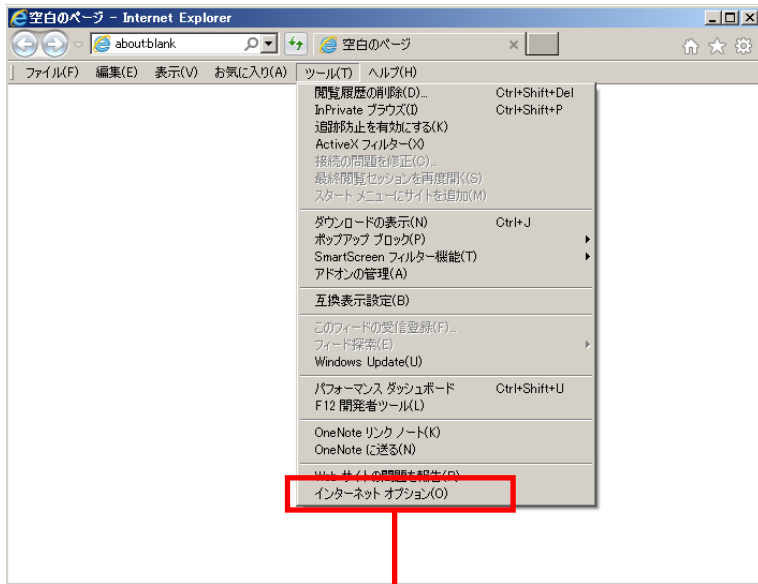 空白のページ - Internet Explorer
about:blank
空白のページ
ファイル(F) 編集(E) 表示(V) お気に入り(A) ツール(T) ヘルプ(H)
閲覧履歴の削除(D)... Ctrl+Shift+Del
InPrivate ブラウズ(I) Ctrl+Shift+P
追跡防止を有効にする(K)
ActiveX フィルター(X)
接続の問題を修正(C)...
最終閲覧セッションを再度開く(S)
スタート メニューにサイトを追加(M)
ダウンロードの表示(N) Ctrl+J
ポップアップ ブロック(P)
SmartScreen フィルター機能(T)
アドオンの管理(A)
互換表示設定(B)
このフィードの受信登録(F)...
フィード探索(E)
Windows Update(U)
パフォーマンス ダッシュボード Ctrl+Shift+U
F12 開発者ツール(L)
OneNote リンク ノート(K)
OneNote に送る(N)
Web サイトの問題を報告(R)
インターネット オプション(O)